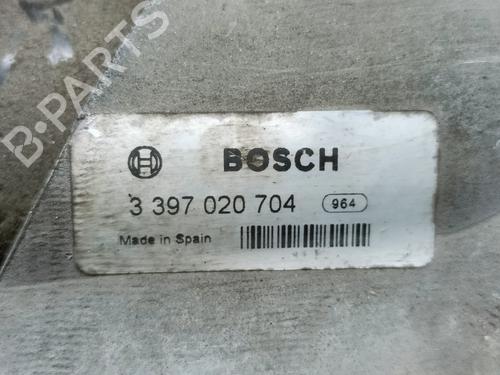 B-PARTS
BOSCH
3 397 020 704 964
Made in Spain